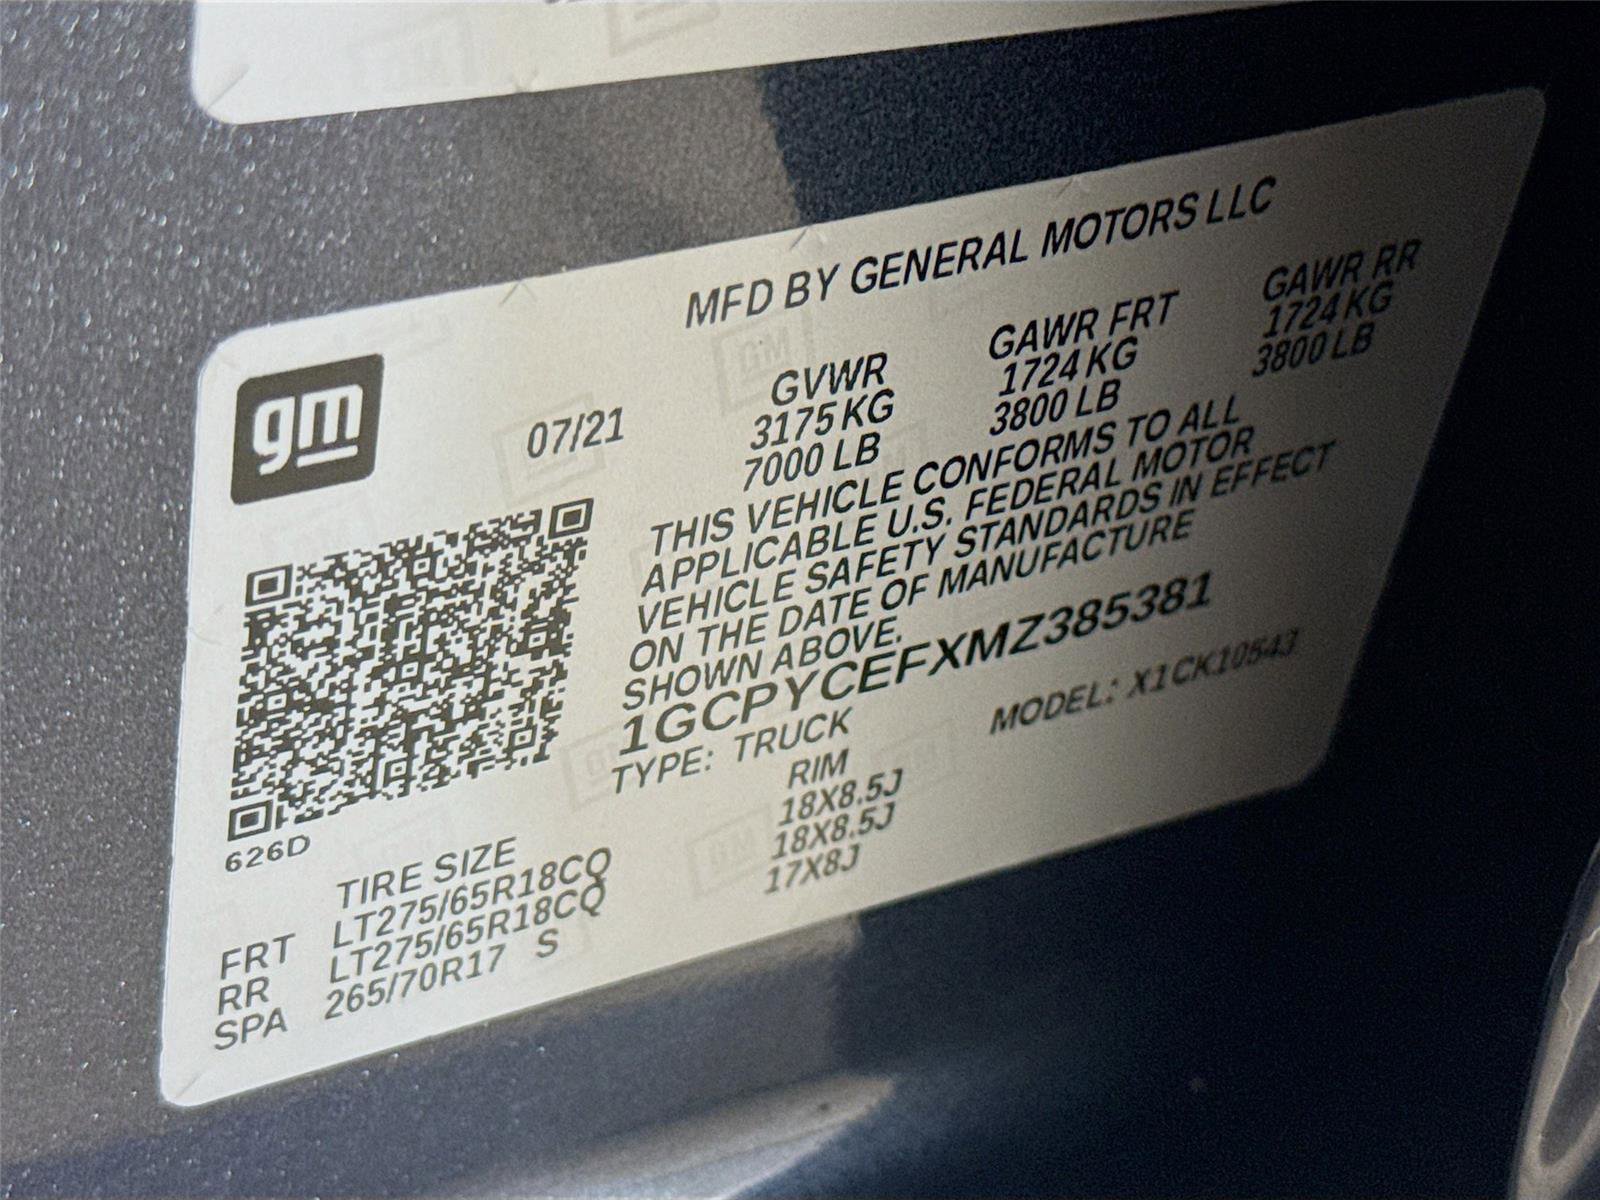 MFD BY GENERAL MOTORS LLC
gm
07/21
GVWR GAWR FRT GAWR RR
3175 KG 1724 KG 1724 KG
7000 LB 3800 LB 3800 LB
THIS VEHICLE CONFORMS TO ALL
APPLICABLE U.S. FEDERAL MOTOR
VEHICLE SAFETY STANDARDS IN EFFECT
ON THE DATE OF MANUFACTURE
SHOWN ABOVE.
1GCPYCEFXMZ385381
TYPE: TRUCK MODEL: X1CK10543
626D
TIRE SIZE RIM
FRT LT275/65R18CQ 18X8.5J
RR LT275/65R18CQ 18X8.5J
SPA 265/70R17 S 17X8J